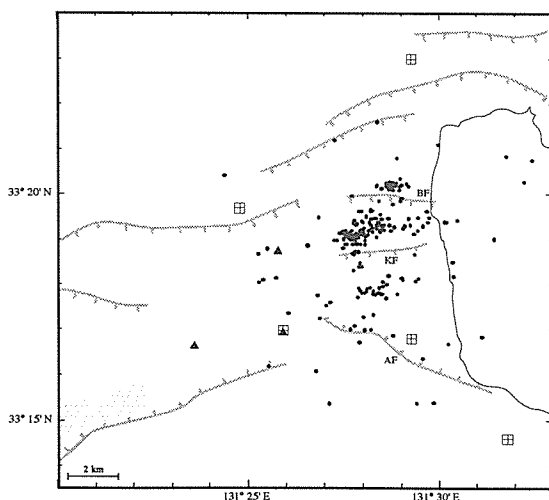 33° 20' N
BF
KF
AF
33° 15' N
2 km
131° 25' E
131° 30' E